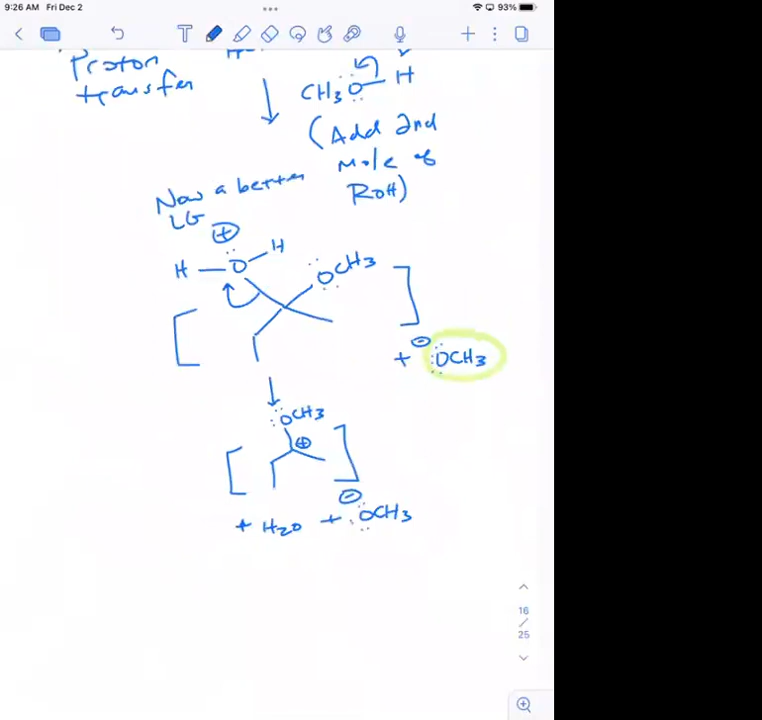 9:26 AM Fri Dec 2
93%
Proton
transfer
CH3O—H
(Add 2nd
Mole of
ROH)
Now a better
LG
⊕
H—O—H
OCH3
⊖
+ OCH3
OCH3
⊕
⊖
+ H2O + OCH3
16
/
25